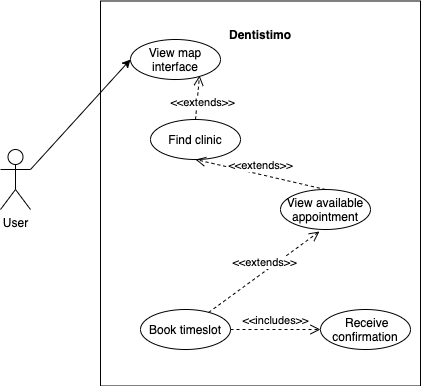 Dentistimo
View map
interface
<<extends>>
Find clinic
<<extends>>
User
View available
appointment
<<extends>>
Book timeslot
<<includes>>
Receive
confirmation